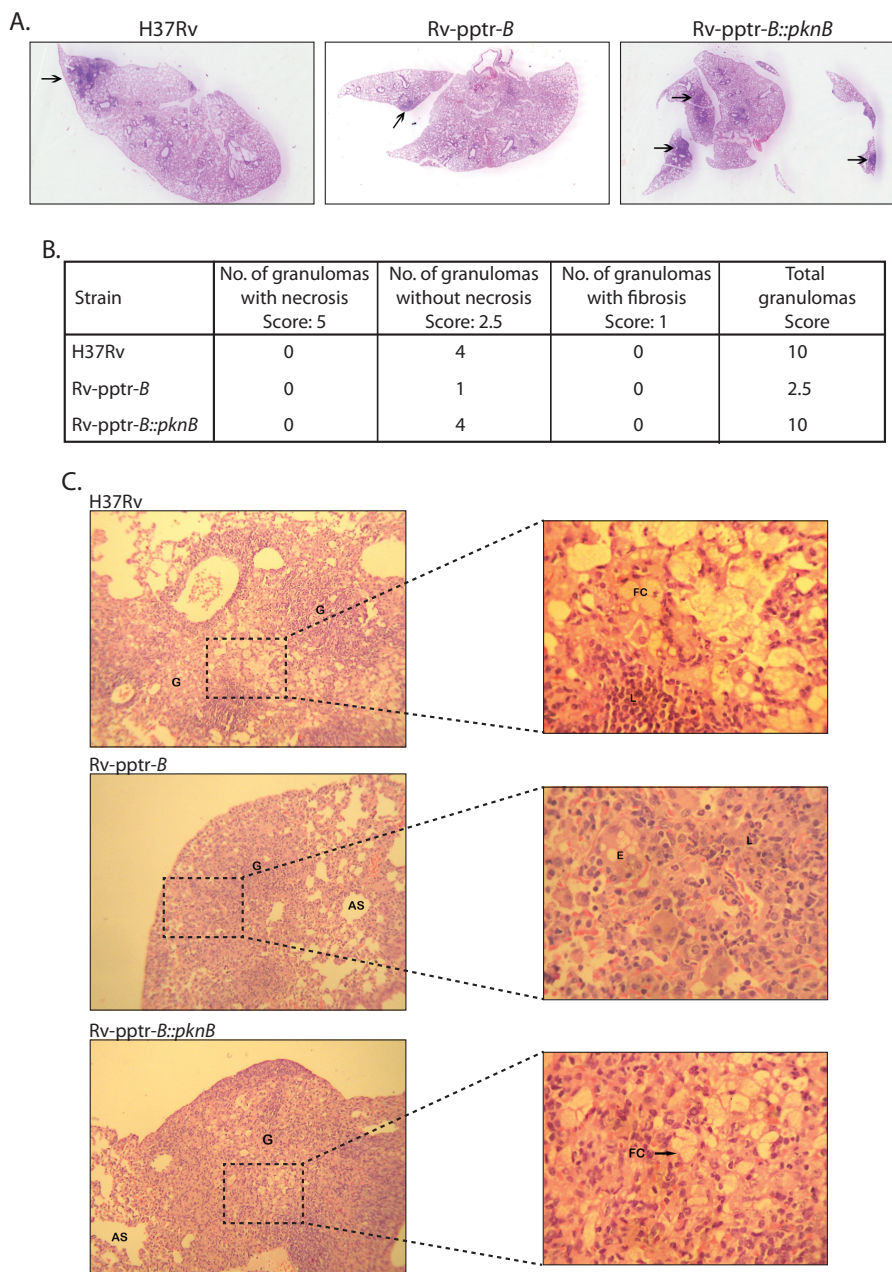 A.
H37Rv
Rv-pptr-B
Rv-pptr-B::pknB
B.
Strain
No. of granulomas
with necrosis
Score: 5
No. of granulomas
without necrosis
Score: 2.5
No. of granulomas
with fibrosis
Score: 1
Total
granulomas
Score
H37Rv 0 4 0 10
Rv-pptr-B 0 1 0 2.5
Rv-pptr-B::pknB 0 4 0 10
C.
H37Rv
G
G
FC
L
Rv-pptr-B
G
AS
E
L
Rv-pptr-B::pknB
G
AS
FC